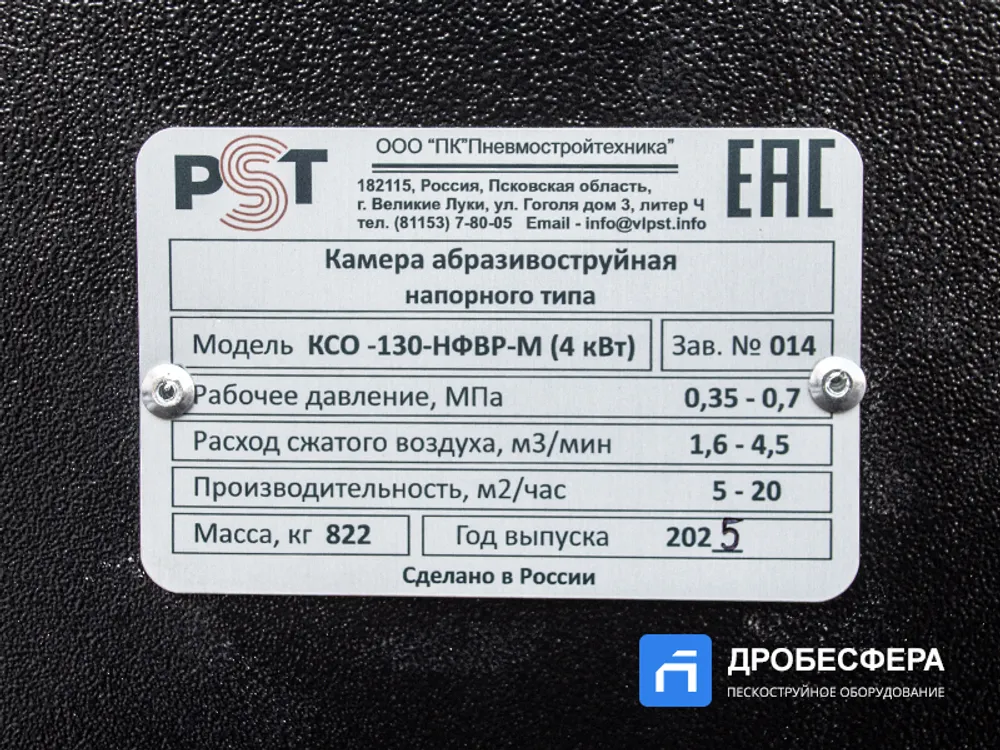 PST
ООО "ПК"Пневмостройтехника"
182115, Россия, Псковская область,
г. Великие Луки, ул. Гоголя дом 3, литер Ч
тел. (81153) 7-80-05 Email - info@vlpst.info
EAC
Камера абразивоструйная
напорного типа
Модель КСО -130-НФВР-М (4 кВт) Зав. № 014
Рабочее давление, МПа 0,35 - 0,7
Расход сжатого воздуха, м3/мин 1,6 - 4,5
Производительность, м2/час 5 - 20
Масса, кг 822 Год выпуска 2025
Сделано в России
ДРОБЕСФЕРА
ПЕСКОСТРУЙНОЕ ОБОРУДОВАНИЕ